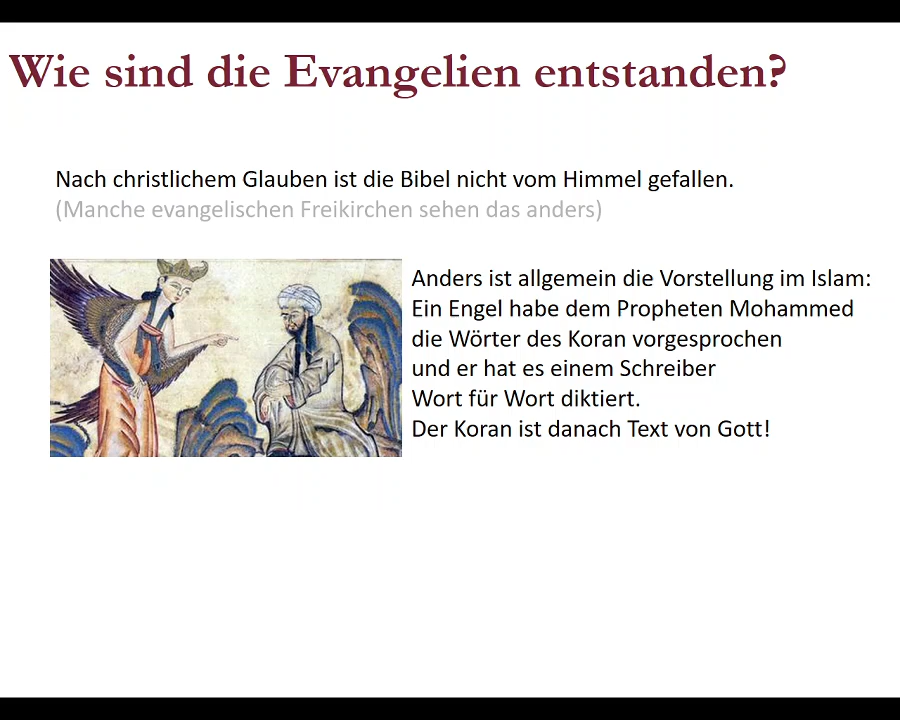 Wie sind die Evangelien entstanden?
Nach christlichem Glauben ist die Bibel nicht vom Himmel gefallen.
(Manche evangelischen Freikirchen sehen das anders)
Anders ist allgemein die Vorstellung im Islam:
Ein Engel habe dem Propheten Mohammed
die Wörter des Koran vorgesprochen
und er hat es einem Schreiber
Wort für Wort diktiert.
Der Koran ist danach Text von Gott!